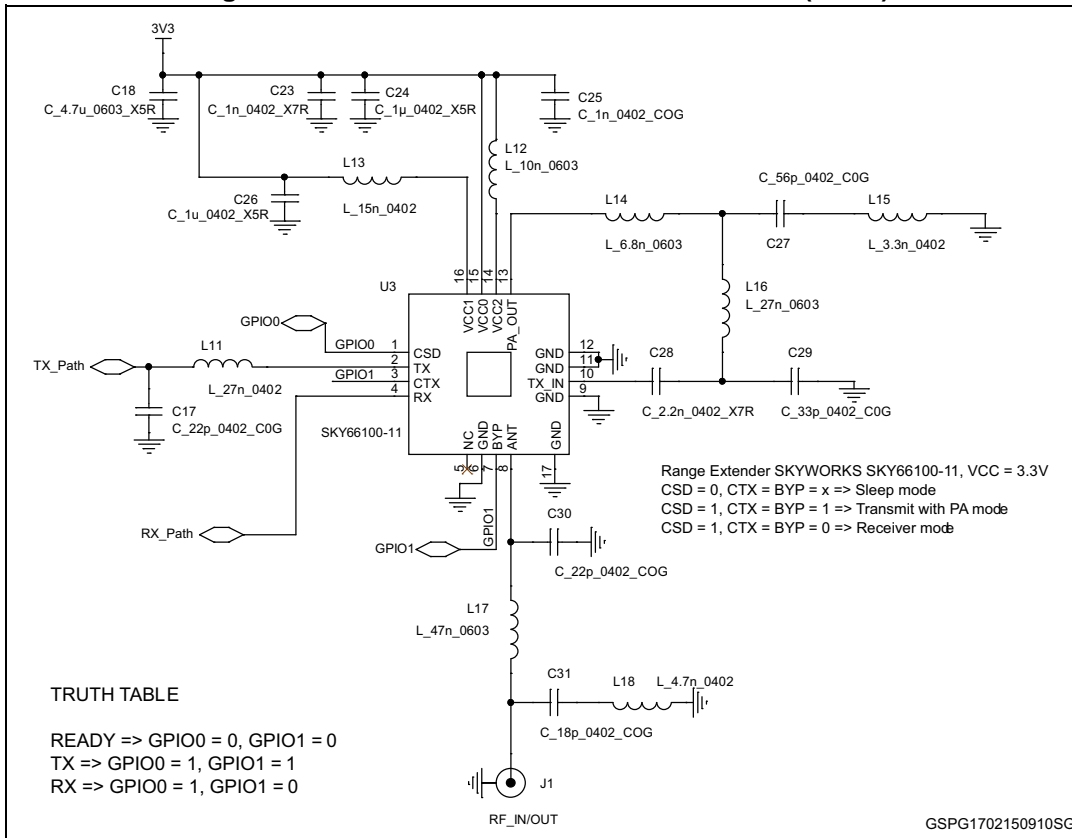 3V3
C18
C_4.7u_0603_X5R
C23
C_1n_0402_X7R
C24
C_1µ_0402_X5R
C25
C_1n_0402_COG
L12
L_10n_0603
L13
L_15n_0402
C26
C_1u_0402_X5R
L14
L_6.8n_0603
C_56p_0402_C0G
C27
L15
L_3.3n_0402
L16
L_27n_0603
U3
16
15
14
13
VCC1
VCC0
VCC2
PA_OUT
GPIO0
GPIO0
1
CSD
2
TX
GPIO1
3
CTX
4
RX
TX_Path
L11
L_27n_0402
C17
C_22p_0402_C0G
GND
12
GND
11
TX_IN
10
GND
9
C28
C_2.2n_0402_X7R
C29
C_33p_0402_C0G
SKY66100-11
NC
GND
BYP
ANT
GND
5
6
7
8
17
Range Extender SKYWORKS SKY66100-11, VCC = 3.3V
CSD = 0, CTX = BYP = x => Sleep mode
CSD = 1, CTX = BYP = 1 => Transmit with PA mode
CSD = 1, CTX = BYP = 0 => Receiver mode
RX_Path
GPIO1
GPIO1
C30
C_22p_0402_COG
L17
L_47n_0603
C31
C_18p_0402_COG
L18
L_4.7n_0402
TRUTH TABLE
READY => GPIO0 = 0, GPIO1 = 0
TX => GPIO0 = 1, GPIO1 = 1
RX => GPIO0 = 1, GPIO1 = 0
J1
RF_IN/OUT
GSPG1702150910SG